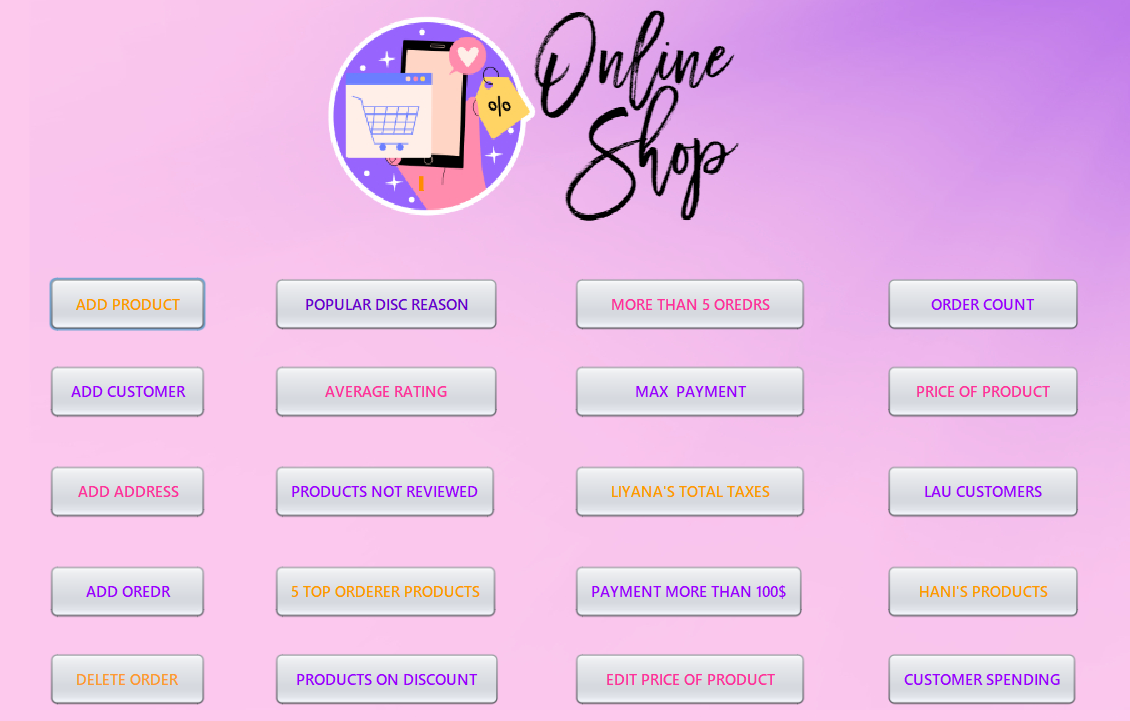 Online
Shop
%
ADD PRODUCT
POPULAR DISC REASON
MORE THAN 5 OREDRS
ORDER COUNT
ADD CUSTOMER
AVERAGE RATING
MAX  PAYMENT
PRICE OF PRODUCT
ADD ADDRESS
PRODUCTS NOT REVIEWED
LIYANA'S TOTAL TAXES
LAU CUSTOMERS
ADD OREDR
5 TOP ORDERER PRODUCTS
PAYMENT MORE THAN 100$
HANI'S PRODUCTS
DELETE ORDER
PRODUCTS ON DISCOUNT
EDIT PRICE OF PRODUCT
CUSTOMER SPENDING